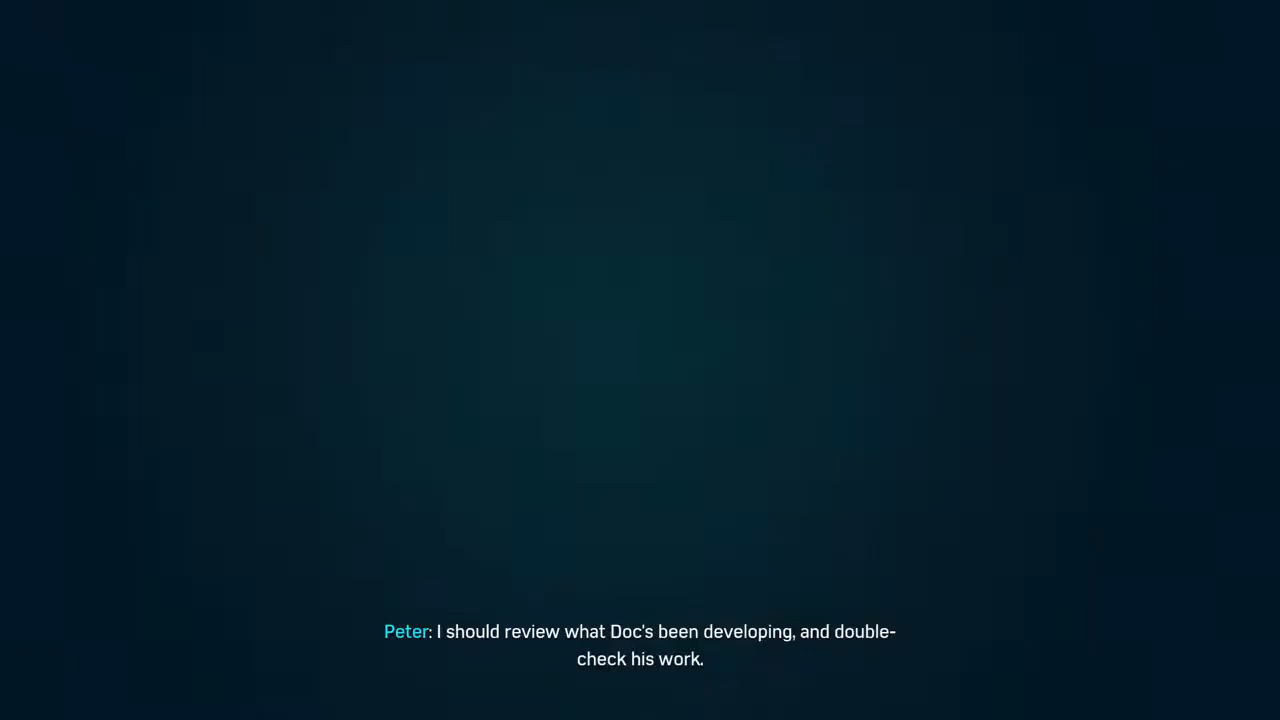 Peter: I should review what Doc's been developing, and double-
check his work.